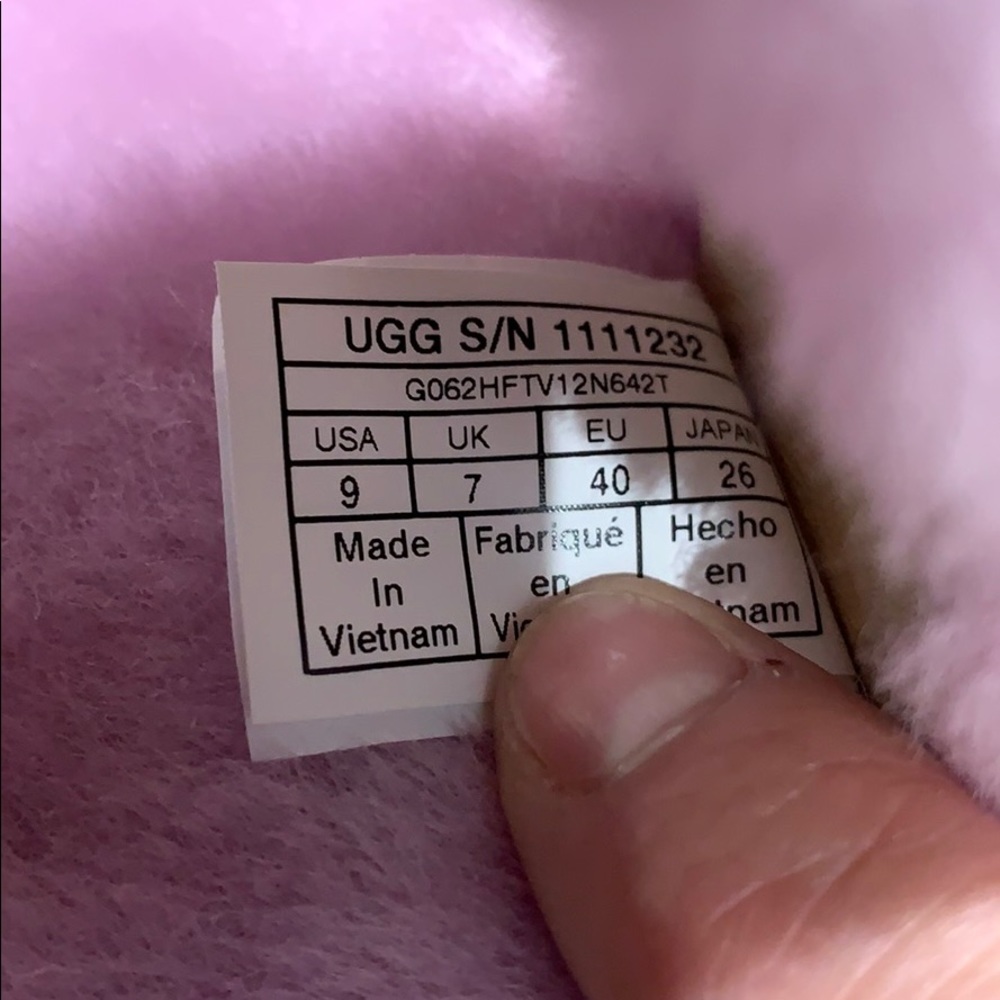 UGG S/N 1111232
G062HFTV12N642T
USA UK EU JAPAN
9 7 40 26
Made Fabriqué Hecho
In en en
Vietnam